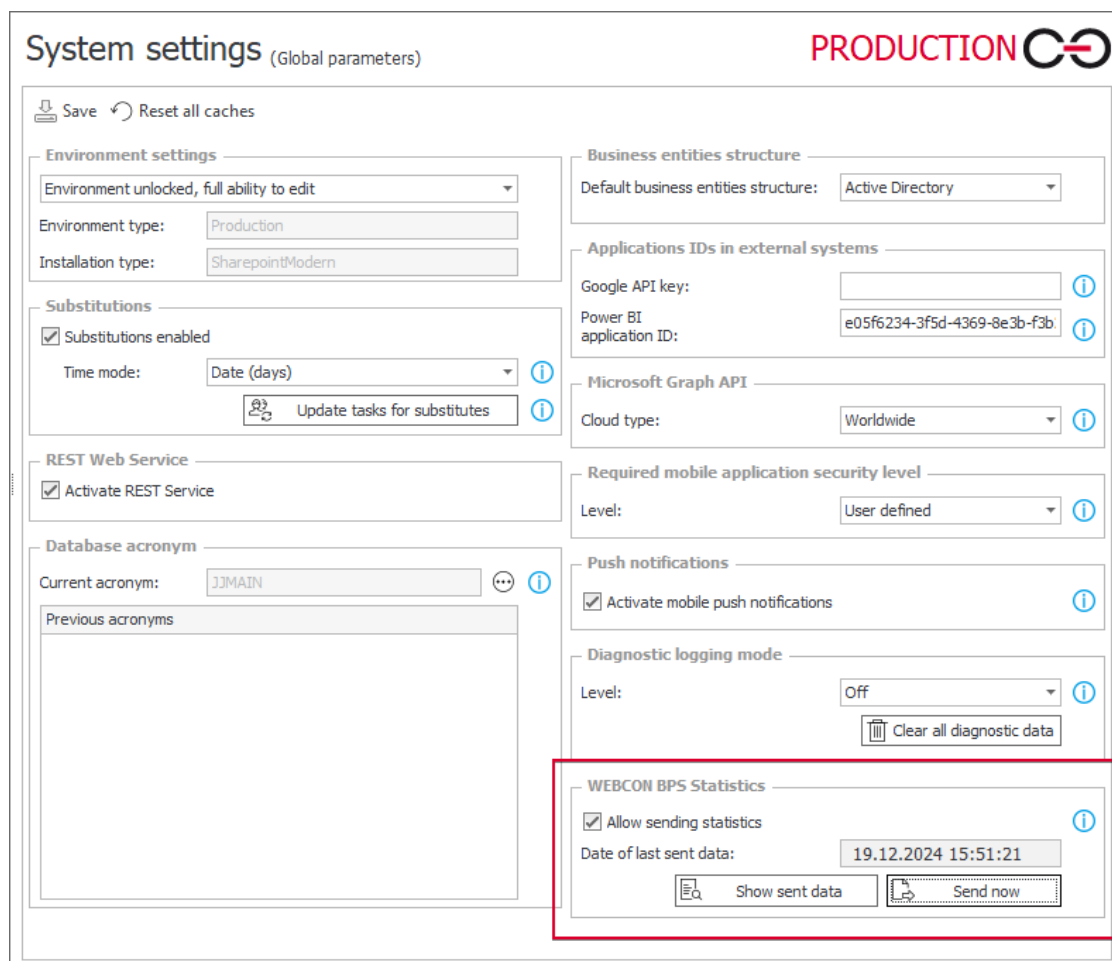 System settings (Global parameters)
PRODUCTION
Save Reset all caches
Environment settings
Environment unlocked, full ability to edit
Environment type: Production
Installation type: SharepointModern
Substitutions
Substitutions enabled
Time mode: Date (days)
Update tasks for substitutes
REST Web Service
Activate REST Service
Database acronym
Current acronym: JJMAIN
Previous acronyms
Business entities structure
Default business entities structure: Active Directory
Applications IDs in external systems
Google API key:
Power BI
application ID: e05f6234-3f5d-4369-8e3b-f3b
Microsoft Graph API
Cloud type: Worldwide
Required mobile application security level
Level: User defined
Push notifications
Activate mobile push notifications
Diagnostic logging mode
Level: Off
Clear all diagnostic data
WEBCON BPS Statistics
Allow sending statistics
Date of last sent data: 19.12.2024 15:51:21
Show sent data Send now